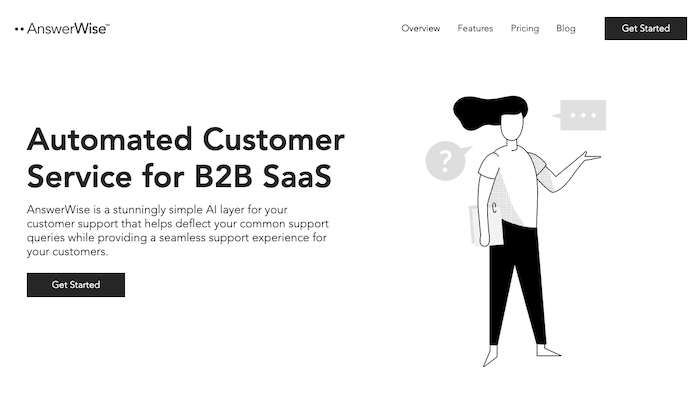 AnswerWise™
Overview Features Pricing Blog Get Started
Automated Customer
Service for B2B SaaS
AnswerWise is a stunningly simple AI layer for your
customer support that helps deflect your common support
queries while providing a seamless support experience for
your customers.
Get Started
?
...